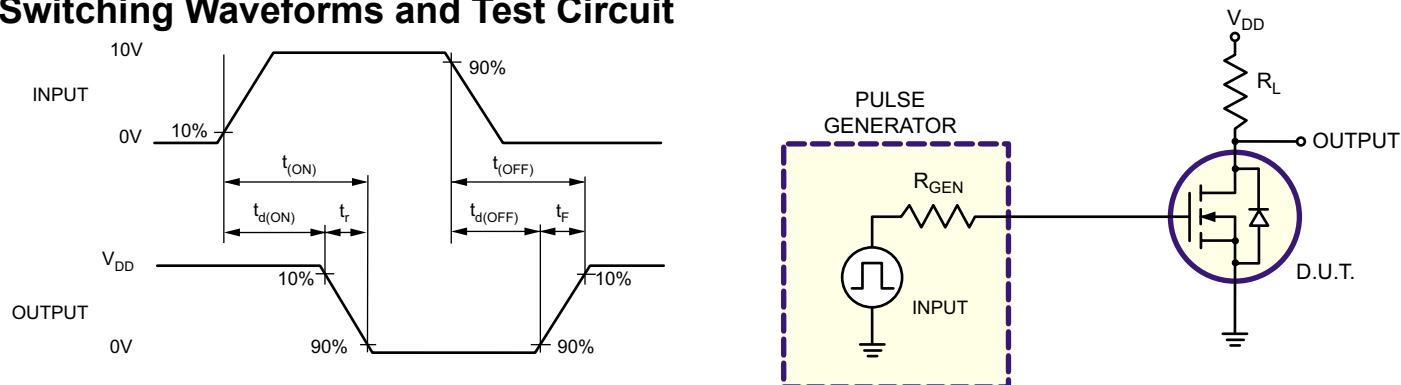 Switching Waveforms and Test Circuit
10V
INPUT
0V
10%
90%
t(ON)
t(OFF)
td(ON)
tr
td(OFF)
tF
VDD
10%
10%
OUTPUT
0V
90%
90%
VDD
RL
OUTPUT
PULSE
GENERATOR
RGEN
INPUT
D.U.T.